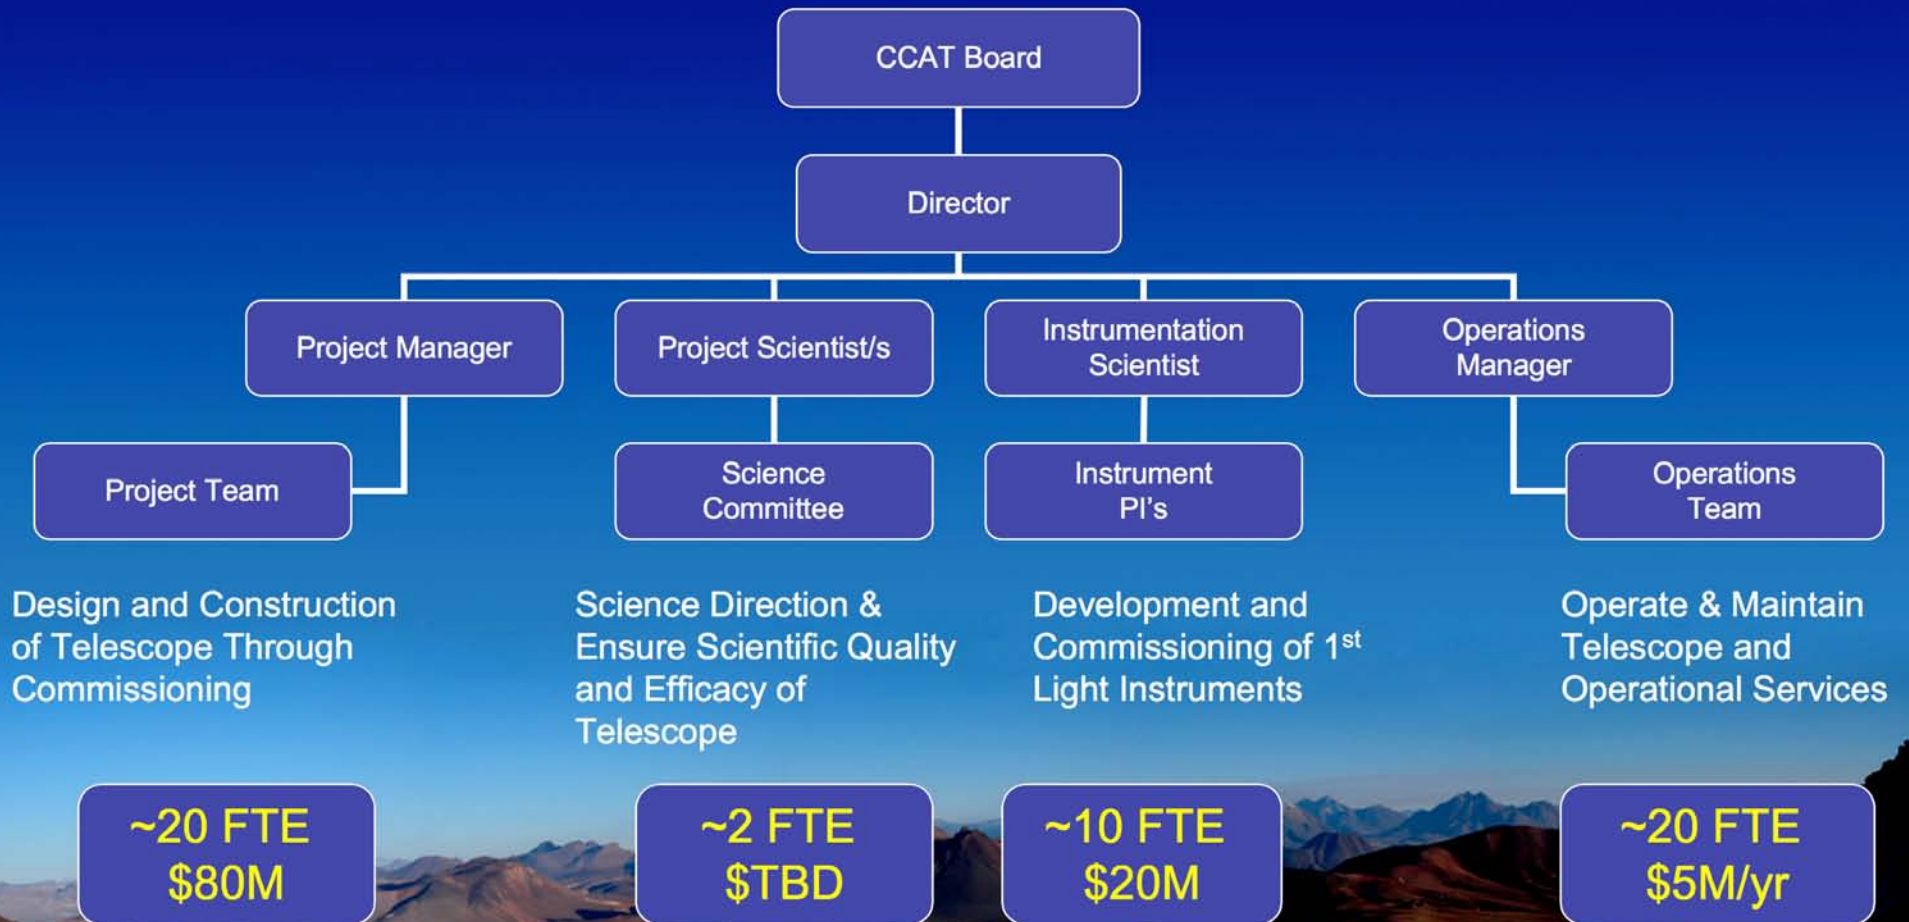 CCAT Board
Director
Project Manager
Project Scientist/s
Instrumentation
Scientist
Operations
Manager
Project Team
Science
Committee
Instrument
PI's
Operations
Team
Design and Construction
of Telescope Through
Commissioning
Science Direction &
Ensure Scientific Quality
and Efficacy of
Telescope
Development and
Commissioning of 1st
Light Instruments
Operate & Maintain
Telescope and
Operational Services
~20 FTE
$80M
~2 FTE
$TBD
~10 FTE
$20M
~20 FTE
$5M/yr